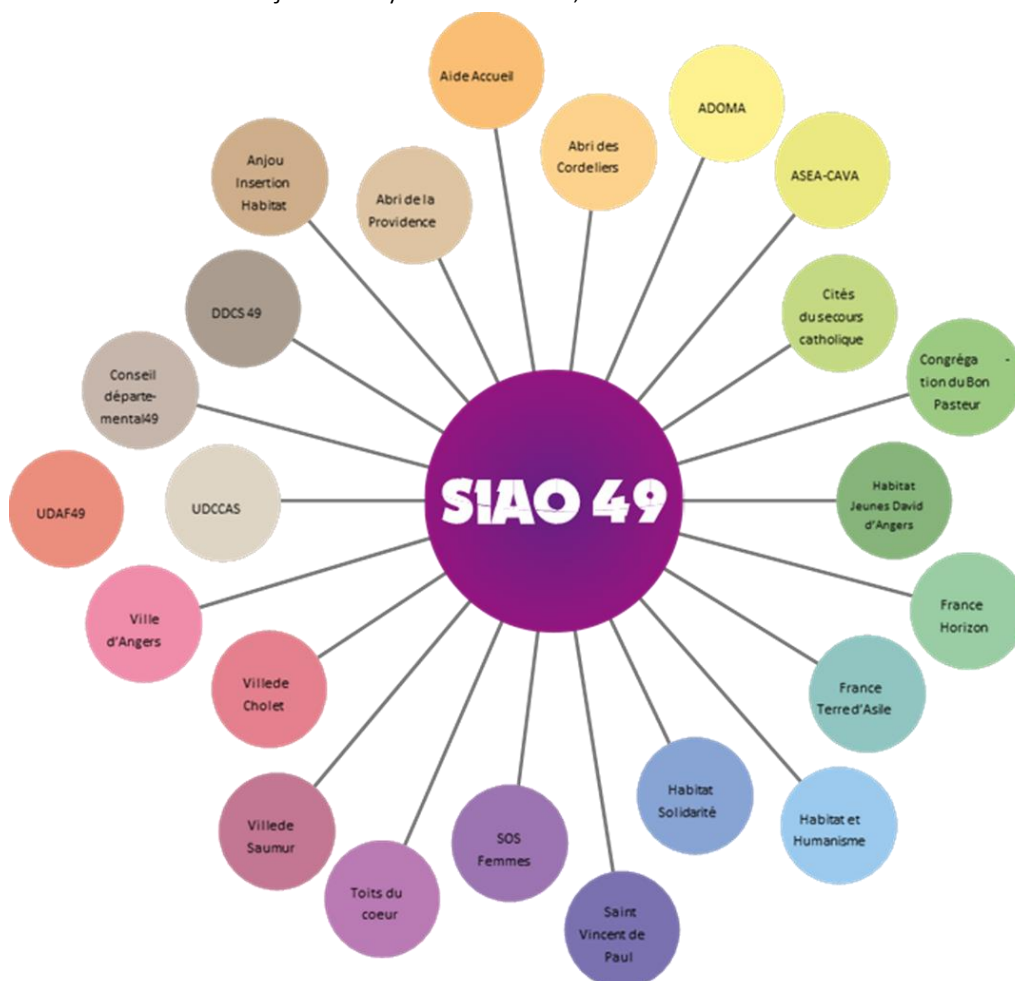 Aide Accueil
ADOMA
Abri des
Cordeliers
ASEA-CAVA
Anjou
Insertion
Habitat
Abri de la
Providence
DDCS 49
Cités
du secours
catholique
Congréga -
tion du Bon
Pasteur
Conseil
départe-
mental49
UDAF49
UDCCAS
SIAO 49
Habitat
Jeunes David
d'Angers
Ville
d'Angers
France
Horizon
Villede
Cholet
France
Terre d'Asile
Villede
Saumur
Habitat
Solidarité
Habitat et
Humanisme
SOS
Femmes
Toits du
coeur
Saint
Vincent de
Paul